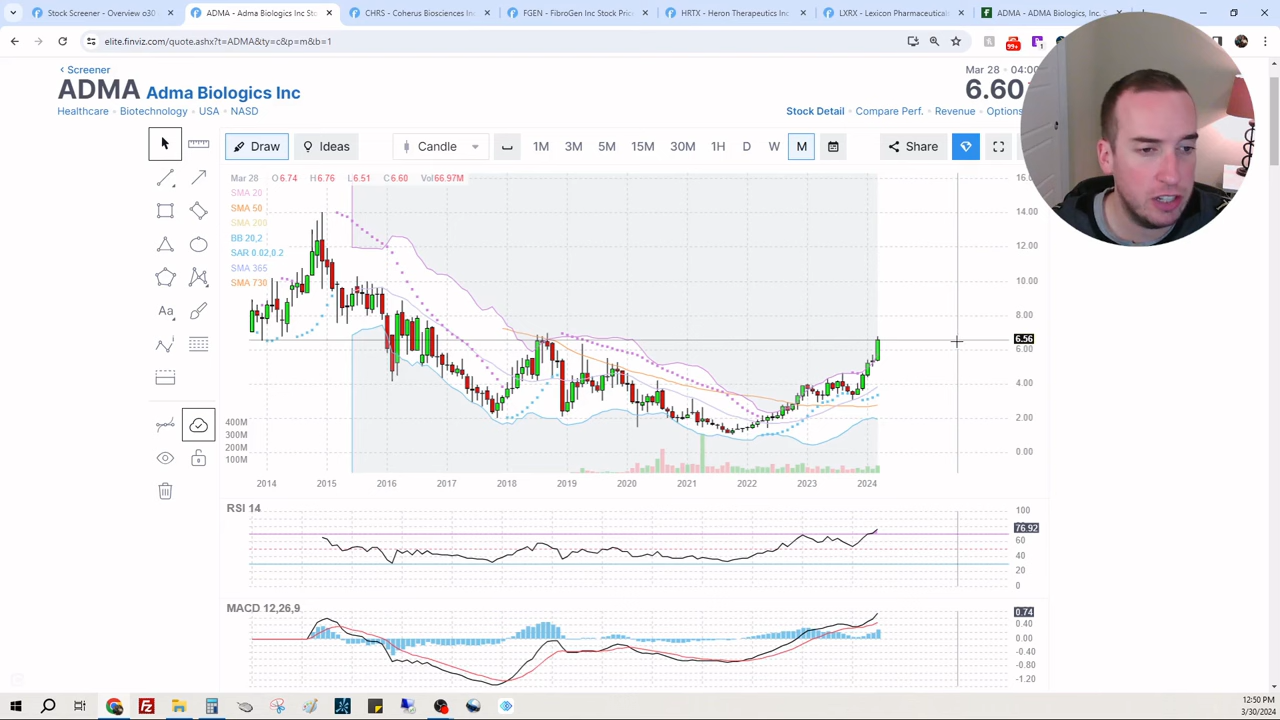 Stock Screener - Overview o30
ADMA - Adma Biologics Inc Sto
CHRS - Coherus Biosciences In
FGEN - FibroGen Inc Stock Pric
HRTX - Heron Therapeutics Inc
LXRX - Lexicon Pharmaceutical
ADMA - ADMA Biologics, Inc. S
elite.finviz.com/quote.ashx?t=ADMA&ty=c&p=m&b=1
99+
1
‹ Screener
Mar 28 • 04:00
ADMA Adma Biologics Inc
6.60
Healthcare • Biotechnology • USA • NASD
Stock Detail • Compare Perf. • Revenue • Options
Draw
Ideas
Candle
1M 3M 5M 15M 30M 1H D W M
Share
Mar 28 O6.74 H6.76 L6.51 C6.60 Vol66.97M
SMA 20
SMA 50
SMA 200
BB 20,2
SAR 0.02,0.2
SMA 365
SMA 730
16.
14.00
12.00
10.00
8.00
6.56
6.00
4.00
2.00
0.00
400M
300M
200M
100M
Aa
2014 2015 2016 2017 2018 2019 2020 2021 2022 2023 2024
RSI 14
100
76.92
60
40
20
0
MACD 12,26,9
0.74
0.40
0.00
-0.40
-0.80
-1.20
12:50 PM
3/30/2024